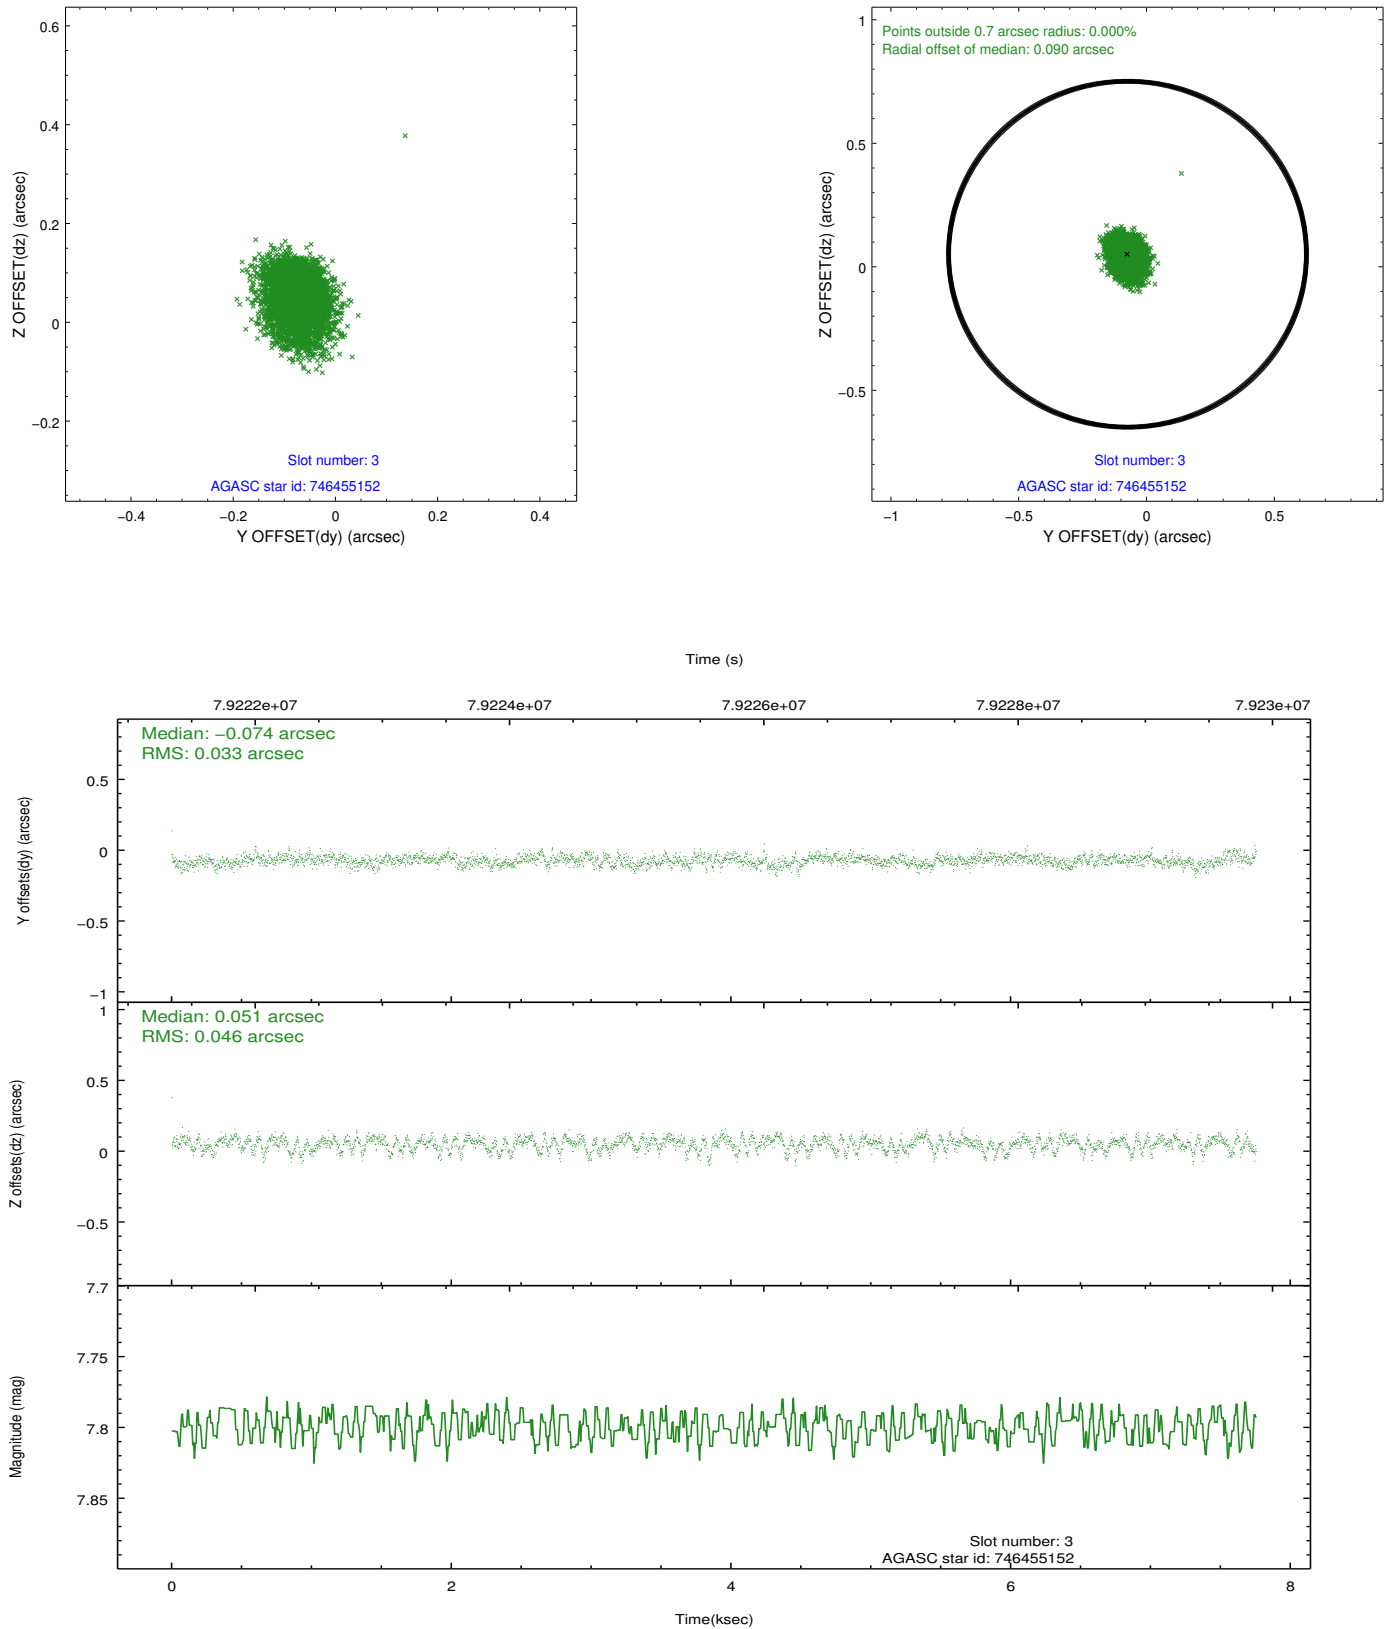 0.6
0.4
0.2
0
−0.2
Z OFFSET(dz) (arcsec)
Slot number: 3
AGASC star id: 746455152
−0.4
−0.2
0
0.2
0.4
Y OFFSET(dy) (arcsec)
Points outside 0.7 arcsec radius: 0.000%
Radial offset of median: 0.090 arcsec
1
0.5
0
−0.5
Z OFFSET(dz) (arcsec)
Slot number: 3
AGASC star id: 746455152
−1
−0.5
0
0.5
Y OFFSET(dy) (arcsec)
Time (s)
7.9222e+07
7.9224e+07
7.9226e+07
7.9228e+07
7.923e+07
Median: −0.074 arcsec
RMS: 0.033 arcsec
0.5
0
−0.5
−1
Y offsets(dy) (arcsec)
Median: 0.051 arcsec
RMS: 0.046 arcsec
1
0.5
0
−0.5
Z offsets(dz) (arcsec)
7.7
7.75
7.8
7.85
Magnitude (mag)
Slot number: 3
AGASC star id: 746455152
0
2
4
6
8
Time(ksec)